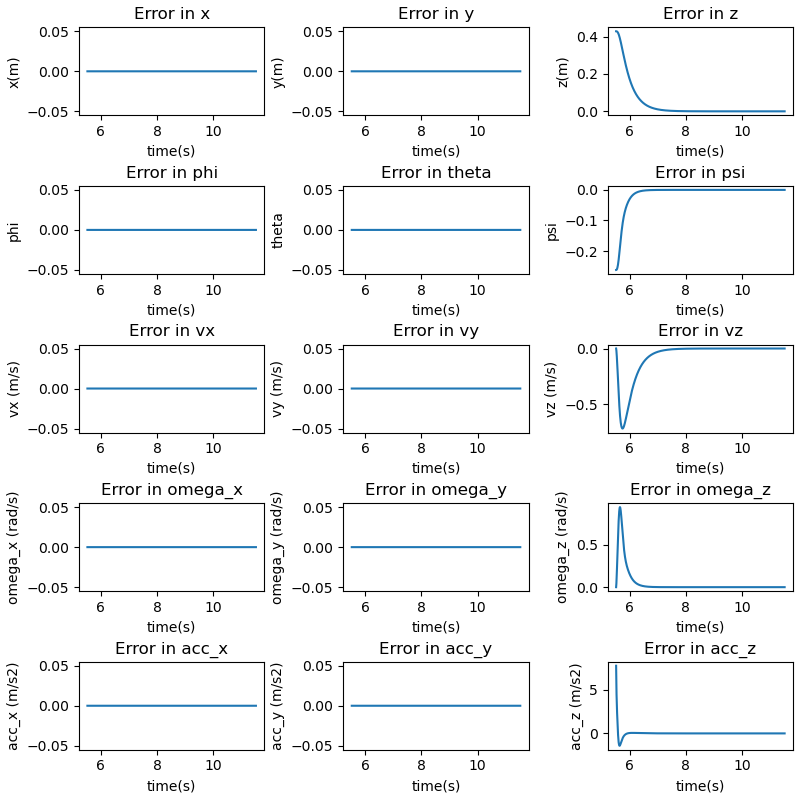 Error in x
x(m)
0.05
0.00
−0.05
6 8 10
time(s)
Error in y
y(m)
0.05
0.00
−0.05
6 8 10
time(s)
Error in z
z(m)
0.4
0.2
0.0
6 8 10
time(s)
Error in phi
phi
0.05
0.00
−0.05
6 8 10
time(s)
Error in theta
theta
0.05
0.00
−0.05
6 8 10
time(s)
Error in psi
psi
0.0
−0.1
−0.2
6 8 10
time(s)
Error in vx
vx (m/s)
0.05
0.00
−0.05
6 8 10
time(s)
Error in vy
vy (m/s)
0.05
0.00
−0.05
6 8 10
time(s)
Error in vz
vz (m/s)
0.0
−0.5
6 8 10
time(s)
Error in omega_x
omega_x (rad/s)
0.05
0.00
−0.05
6 8 10
time(s)
Error in omega_y
omega_y (rad/s)
0.05
0.00
−0.05
6 8 10
time(s)
Error in omega_z
omega_z (rad/s)
0.5
0.0
6 8 10
time(s)
Error in acc_x
acc_x (m/s2)
0.05
0.00
−0.05
6 8 10
time(s)
Error in acc_y
acc_y (m/s2)
0.05
0.00
−0.05
6 8 10
time(s)
Error in acc_z
acc_z (m/s2)
5
0
6 8 10
time(s)